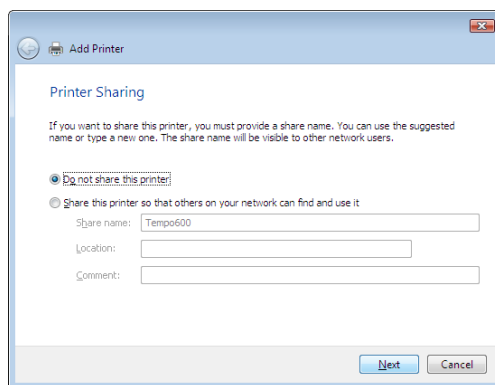 Add Printer
Printer Sharing
If you want to share this printer, you must provide a share name. You can use the suggested
name or type a new one. The share name will be visible to other network users.
Do not share this printer
Share this printer so that others on your network can find and use it
Share name: Tempo600
Location:
Comment:
Next Cancel